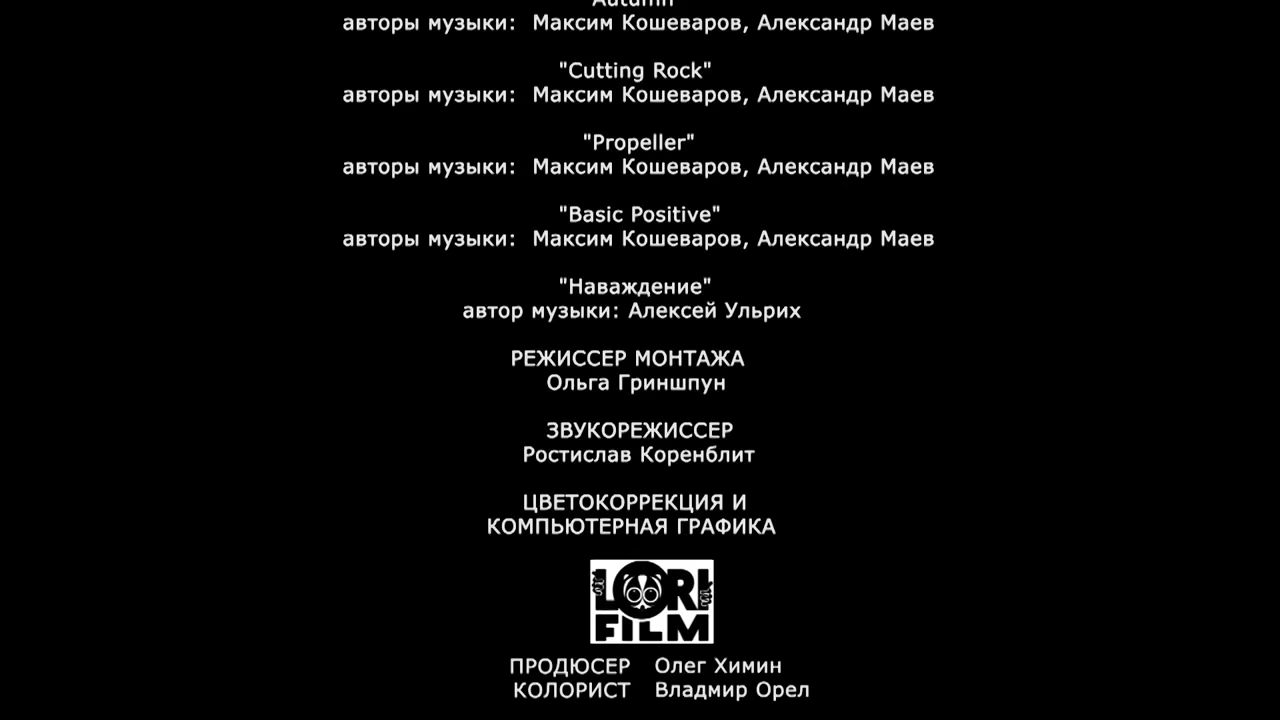 Autumn
авторы музыки: Максим Кошеваров, Александр Маев
"Cutting Rock"
авторы музыки: Максим Кошеваров, Александр Маев
"Propeller"
авторы музыки: Максим Кошеваров, Александр Маев
"Basic Positive"
авторы музыки: Максим Кошеваров, Александр Маев
"Наваждение"
автор музыки: Алексей Ульрих
РЕЖИССЕР МОНТАЖА
Ольга Гриншпун
ЗВУКОРЕЖИССЕР
Ростислав Коренблит
ЦВЕТОКОРРЕКЦИЯ И
КОМПЬЮТЕРНАЯ ГРАФИКА
LORI
FILM
ПРОДЮСЕР Олег Химин
КОЛОРИСТ Владмир Орел